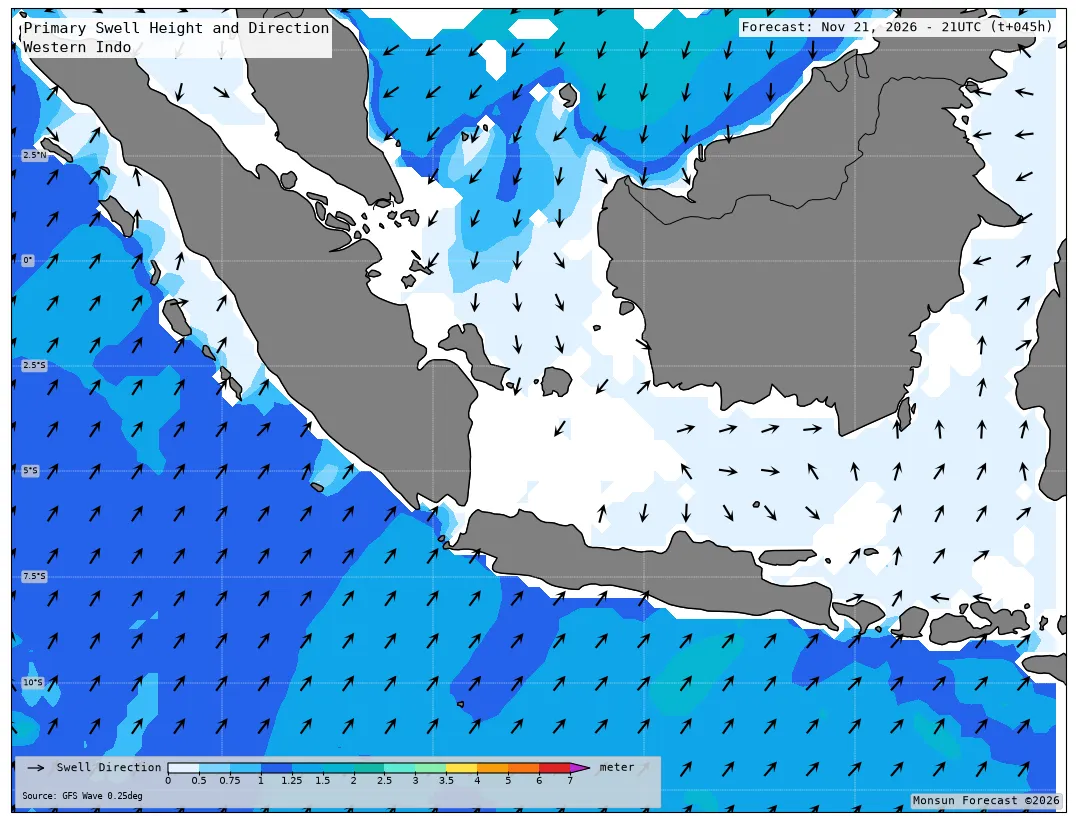 Primary Swell Height and Direction
Western Indo
Forecast: Nov 21, 2026 - 21UTC (t+045h)
2.5°N
0°
2.5°S
5°S
7.5°S
10°S
Swell Direction
0 0.5 0.75 1 1.25 1.5 2 2.5 3 3.5 4 5 6 7
meter
Source: GFS Wave 0.25deg
Monsun Forecast ©2026